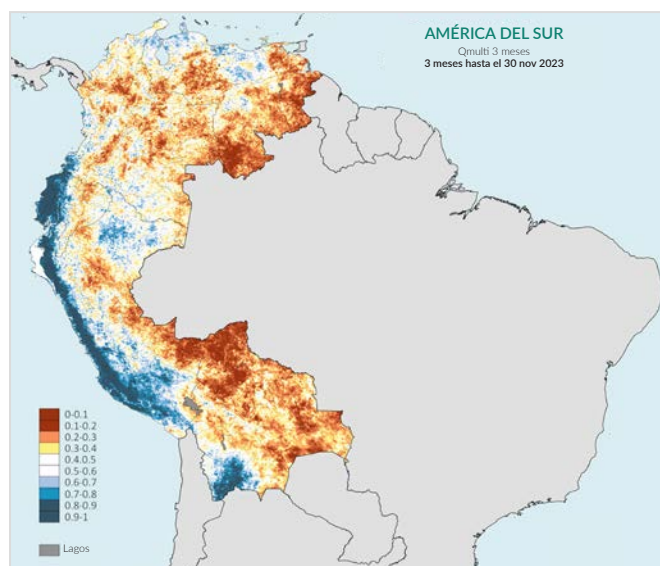 AMÉRICA DEL SUR
Qmulti 3 meses
3 meses hasta el 30 nov 2023
0-0.1
0.1-0.2
0.2-0.3
0.3-0.4
0.4-0.5
0.5-0.6
0.6-0.7
0.7-0.8
0.8-0.9
0.9-1
Lagos